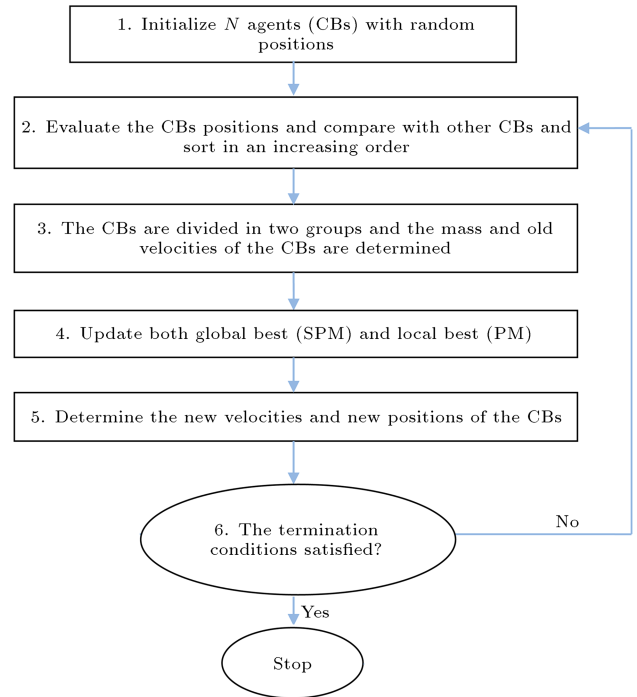 1. Initialize N agents (CBs) with random
positions
2. Evaluate the CBs positions and compare with other CBs and
sort in an increasing order
3. The CBs are divided in two groups and the mass and old
velocities of the CBs are determined
4. Update both global best (SPM) and local best (PM)
5. Determine the new velocities and new positions of the CBs
6. The termination
conditions satisfied?
No
Yes
Stop